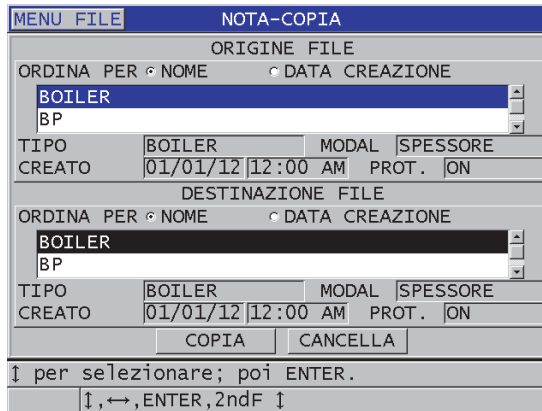 MENU FILE NOTA-COPIA
ORIGINE FILE
ORDINA PER NOME DATA CREAZIONE
BOILER
BP
TIPO BOILER MODAL SPESSORE
CREATO 01/01/12 12:00 AM PROT. ON
DESTINAZIONE FILE
ORDINA PER NOME DATA CREAZIONE
BOILER
BP
TIPO BOILER MODAL SPESSORE
CREATO 01/01/12 12:00 AM PROT. ON
COPIA CANCELLA
↕ per selezionare; poi ENTER.
↕,↔,ENTER,2ndF ↕